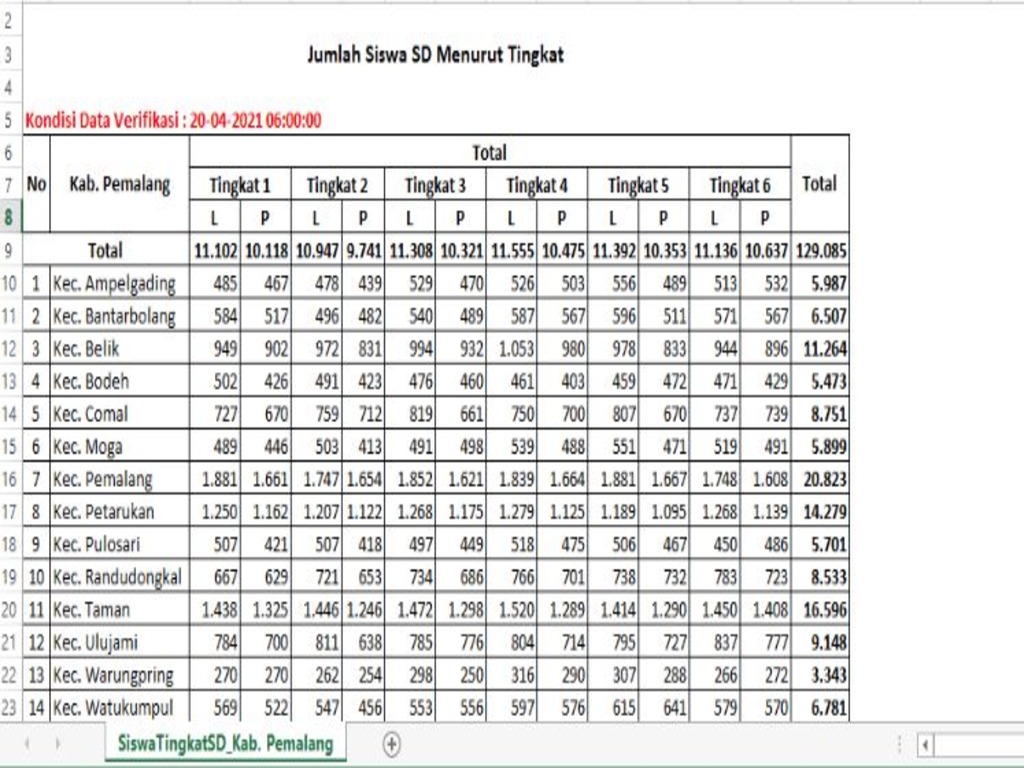 2
3 Jumlah Siswa SD Menurut Tingkat
4
5 Kondisi Data Verifikasi : 20-04-2021 06:00:00
6 Total
7 No Kab. Pemalang Tingkat 1 Tingkat 2 Tingkat 3 Tingkat 4 Tingkat 5 Tingkat 6 Total
8 L P L P L P L P L P L P
9 Total 11.102 10.118 10.947 9.741 11.308 10.321 11.555 10.475 11.392 10.353 11.136 10.637 129.085
10 1 Kec. Ampelgading 485 467 478 439 529 470 526 503 556 489 513 532 5.987
11 2 Kec. Bantarbolang 584 517 496 482 540 489 587 567 596 511 571 567 6.507
12 3 Kec. Belik 949 902 972 831 994 932 1.053 980 978 833 944 896 11.264
13 4 Kec. Bodeh 502 426 491 423 476 460 461 403 459 472 471 429 5.473
14 5 Kec. Comal 727 670 759 712 819 661 750 700 807 670 737 739 8.751
15 6 Kec. Moga 489 446 503 413 491 498 539 488 551 471 519 491 5.899
16 7 Kec. Pemalang 1.881 1.661 1.747 1.654 1.852 1.621 1.839 1.664 1.881 1.667 1.748 1.608 20.823
17 8 Kec. Petarukan 1.250 1.162 1.207 1.122 1.268 1.175 1.279 1.125 1.189 1.095 1.268 1.139 14.279
18 9 Kec. Pulosari 507 421 507 418 497 449 518 475 506 467 450 486 5.701
19 10 Kec. Randudongkal 667 629 721 653 734 686 766 701 738 732 783 723 8.533
20 11 Kec. Taman 1.438 1.325 1.446 1.246 1.472 1.298 1.520 1.289 1.414 1.290 1.450 1.408 16.596
21 12 Kec. Ulujami 784 700 811 638 785 776 804 714 795 727 837 777 9.148
22 13 Kec. Warungpring 270 270 262 254 298 250 316 290 307 288 266 272 3.343
23 14 Kec. Watukumpul 569 522 547 456 553 556 597 576 615 641 579 570 6.781
SiswaTingkatSD_Kab. Pemalang